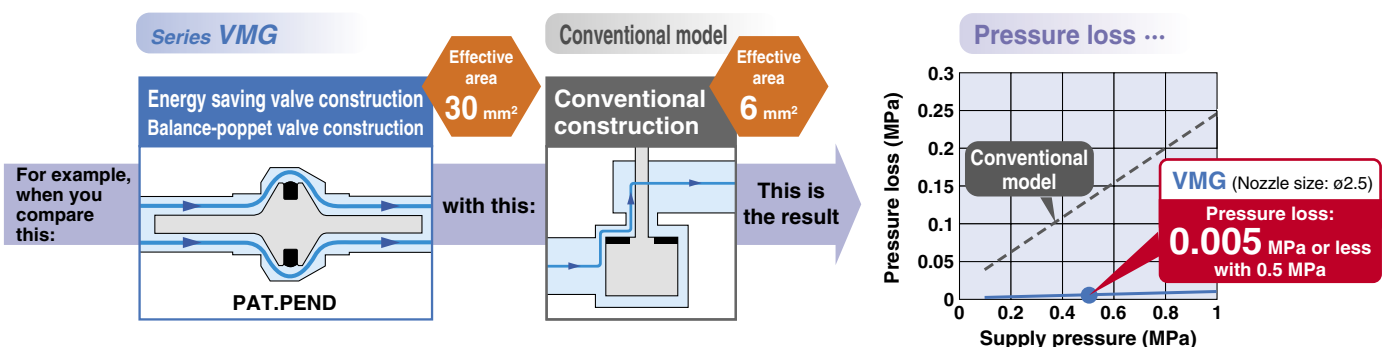 Series VMG
Conventional model
Pressure loss ···
For example,
when you
compare
this:
Energy saving valve construction
Balance-poppet valve construction
Effective
area
30 mm²
PAT.PEND
with this:
Conventional
construction
Effective
area
6 mm²
This is
the result
Pressure loss (MPa)
0.3
0.25
0.2
0.15
0.1
0.05
0
Conventional
model
VMG (Nozzle size: ø2.5)
Pressure loss:
0.005 MPa or less
with 0.5 MPa
0 0.2 0.4 0.6 0.8 1
Supply pressure (MPa)